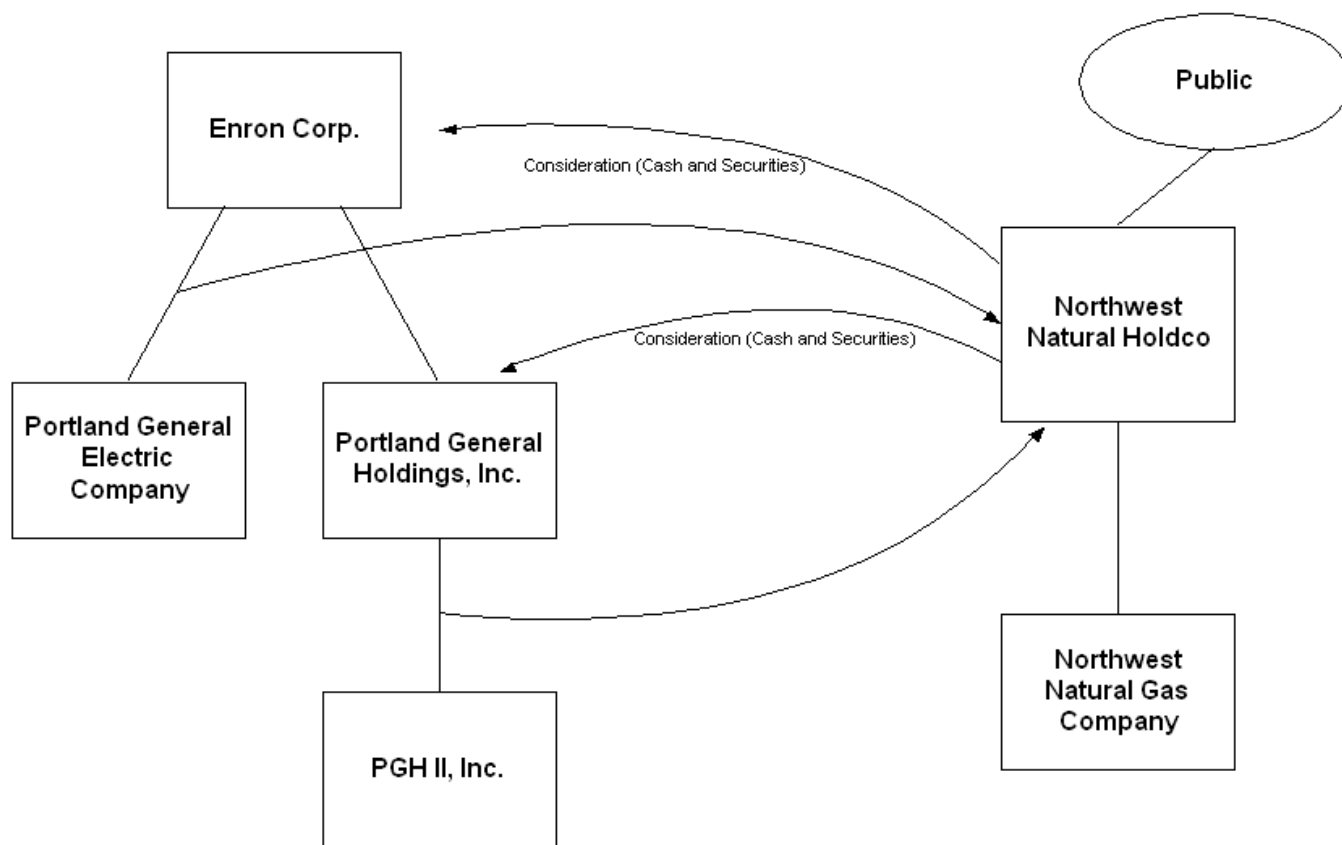 Public
Enron Corp.
Consideration (Cash and Securities)
Northwest
Natural Holdco
Consideration (Cash and Securities)
Portland General
Electric
Company
Portland General
Holdings, Inc.
Northwest
Natural Gas
Company
PGH II, Inc.